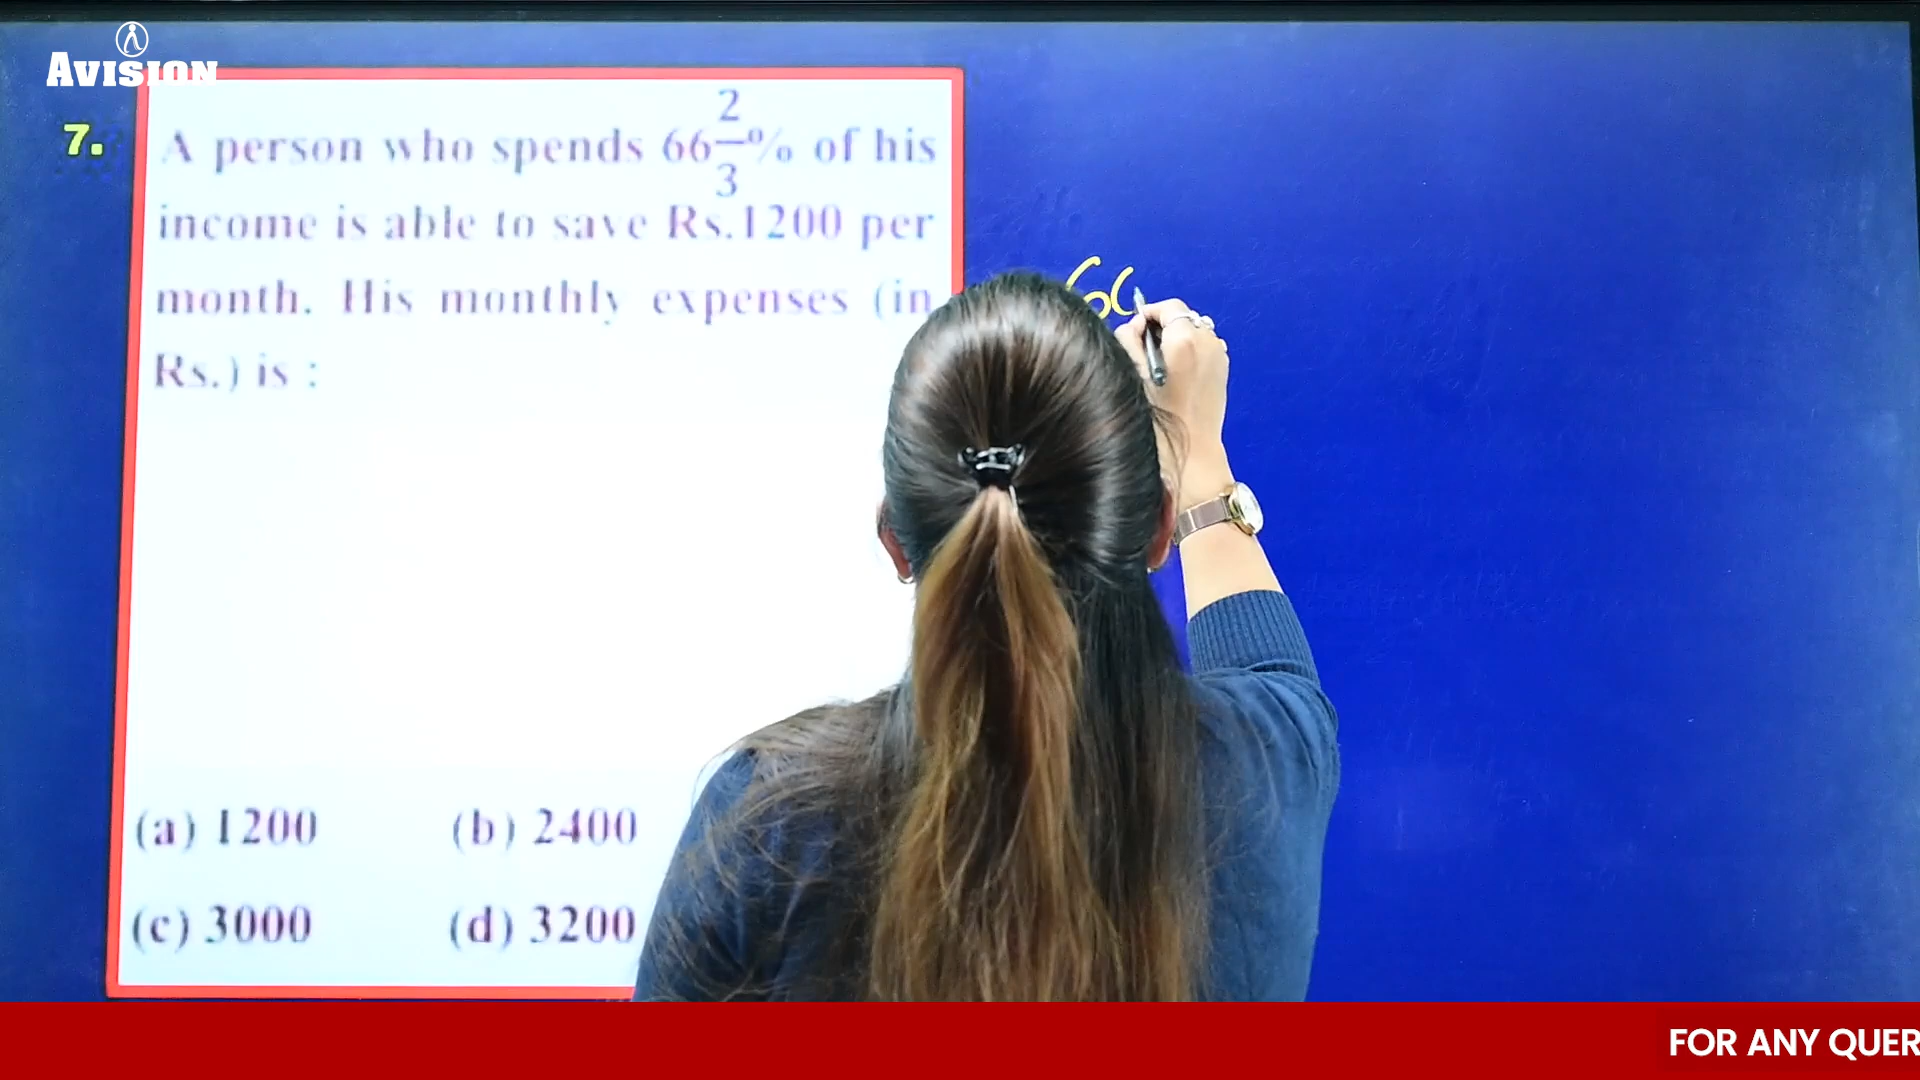 AVISION
7.
A person who spends 66 2/3 % of his
income is able to save Rs.1200 per
month. His monthly expenses (in
Rs.) is :
(a) 1200 (b) 2400
(c) 3000 (d) 3200
FOR ANY QUER